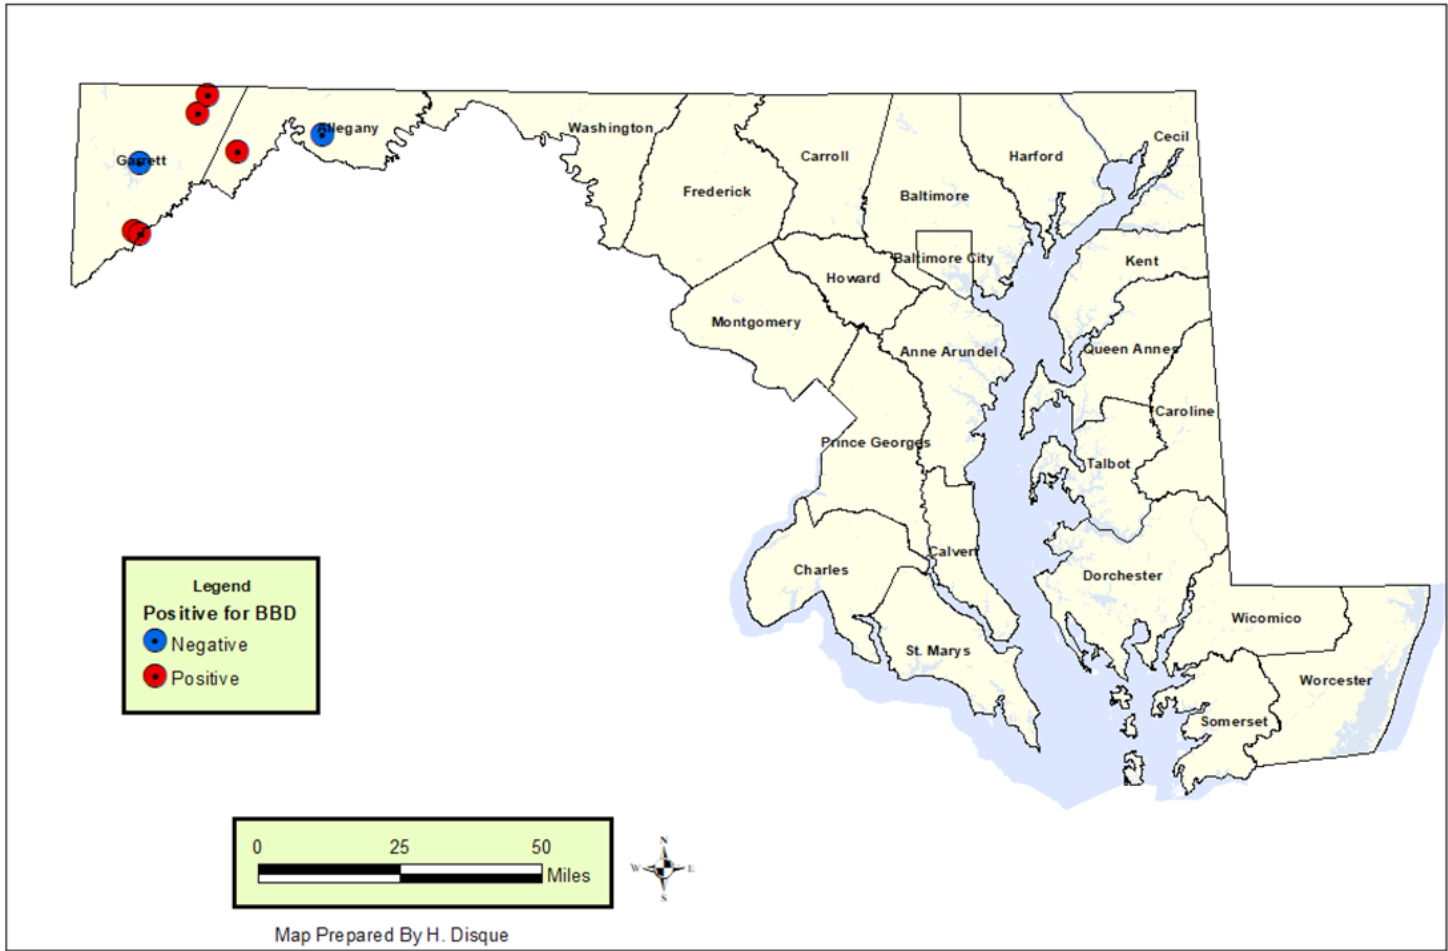 Allegany
Washington
Cecil
Garrett
Carroll
Harford
Frederick
Baltimore
Baltimore City
Kent
Howard
Montgomery
Anne Arundel
Queen Annes
Caroline
Prince Georges
Talbot
Calvert
Charles
Dorchester
Wicomico
St. Marys
Worcester
Somerset
Legend
Positive for BBD
Negative
Positive
0 25 50
Miles
N
W E
S
Map Prepared By H. Disque